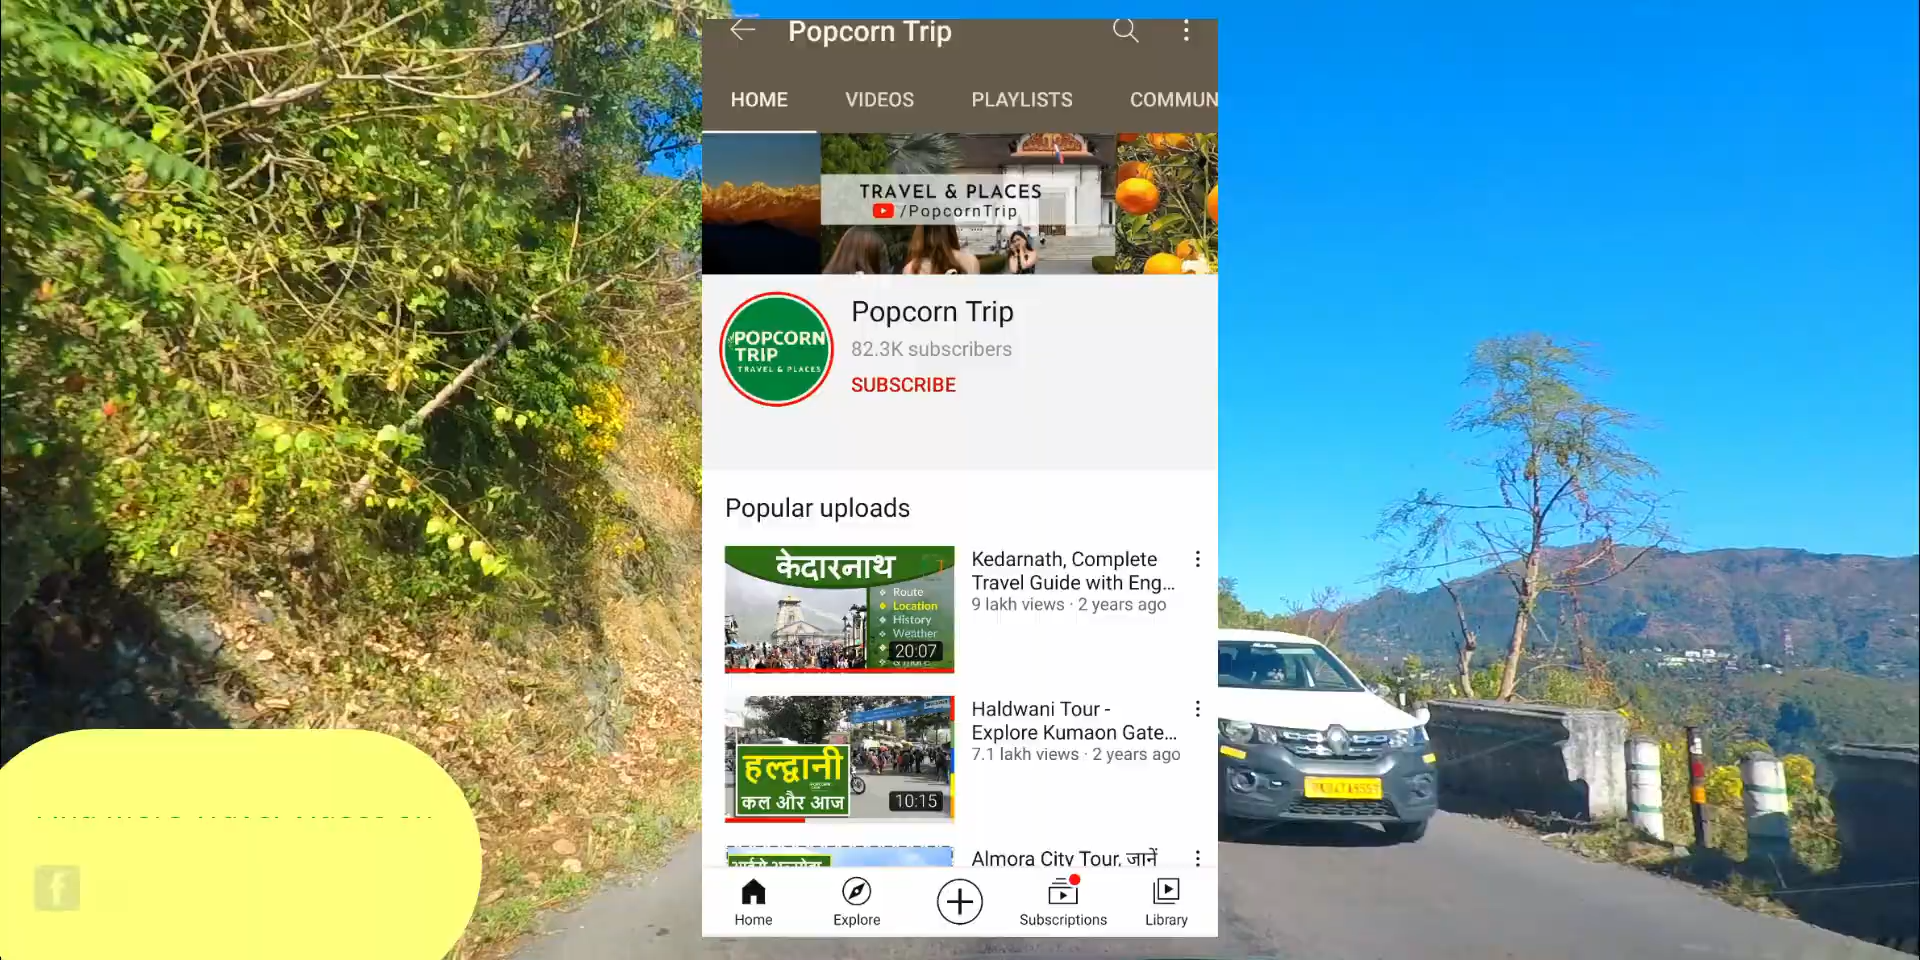 Popcorn Trip
HOME VIDEOS PLAYLISTS COMMUN
TRAVEL & PLACES
/PopcornTrip
POPCORN
TRIP
TRAVEL & PLACES
Popcorn Trip
82.3K subscribers
SUBSCRIBE
Popular uploads
केदारनाथ
Route
Location
History
Weather
20:07
& more
Kedarnath, Complete
Travel Guide with Eng...
9 lakh views · 2 years ago
हल्द्वानी
कल और आज
10:15
Haldwani Tour -
Explore Kumaon Gate...
7.1 lakh views · 2 years ago
Almora City Tour, जानें
Home Explore Subscriptions Library